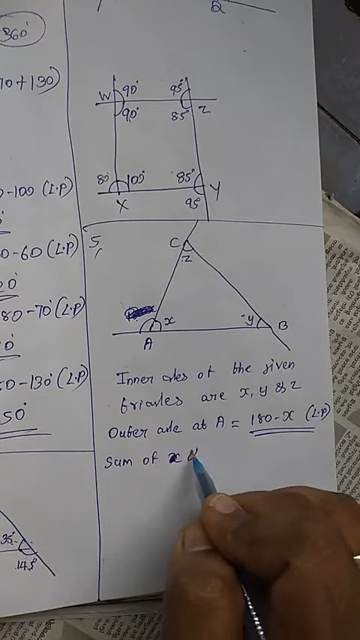 360°
70 + 130)
W 90° 95°
90° 85° Z
0 - 100 (L.P)
80° 100° 85° Y
X 95°
0 - 60 (L.P)
5,
C
Z
80 - 70° (L.P)
x y B
A
Inner ∠les of the given
triangles are x, y & z
0 - 130° (L.P)
50°
Outer ∠le at A = 180 - x (L.P)
Sum of x y
35°
145°